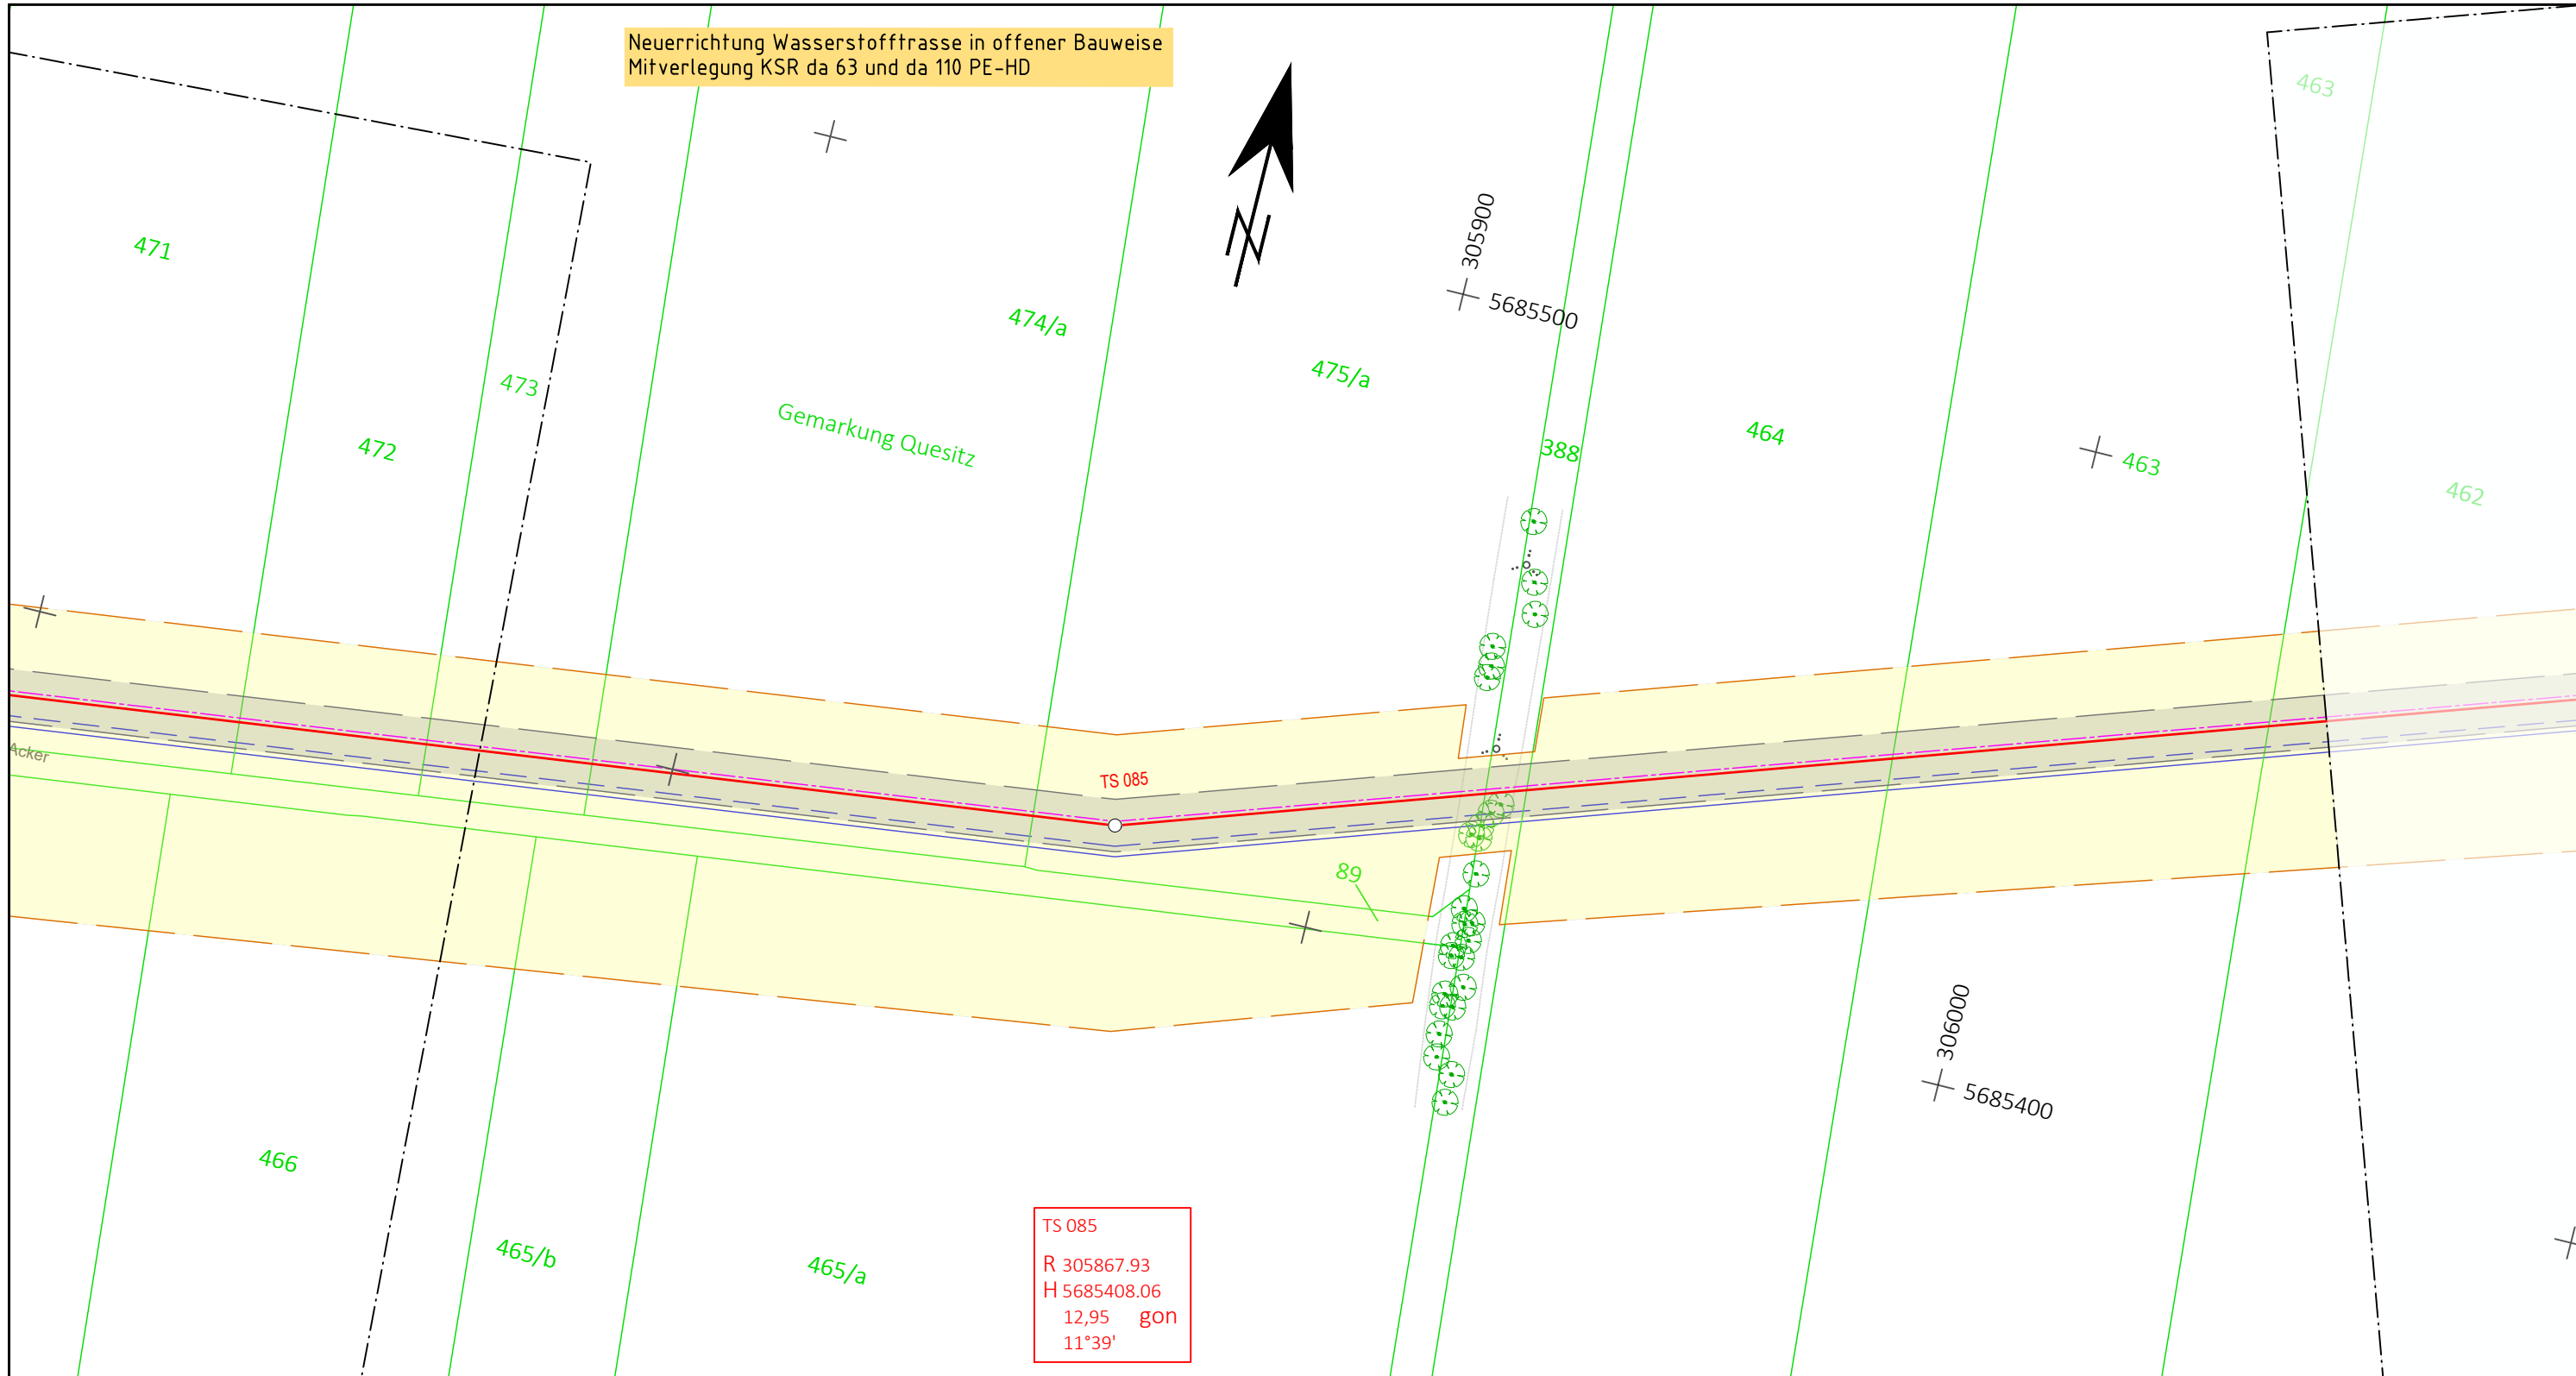 Neuerrichtung Wasserstofftrasse in offener Bauweise
Mitverlegung KSR da 63 und da 110 PE-HD
463
N
305900
5685500
471
474/a
475/a
473
472
Gemarkung Quesitz
388
464
463
462
Acker
TS 085
89
306000
5685400
466
465/b
465/a
TS 085
R 305867.93
H 5685408.06
12,95 gon
11°39'